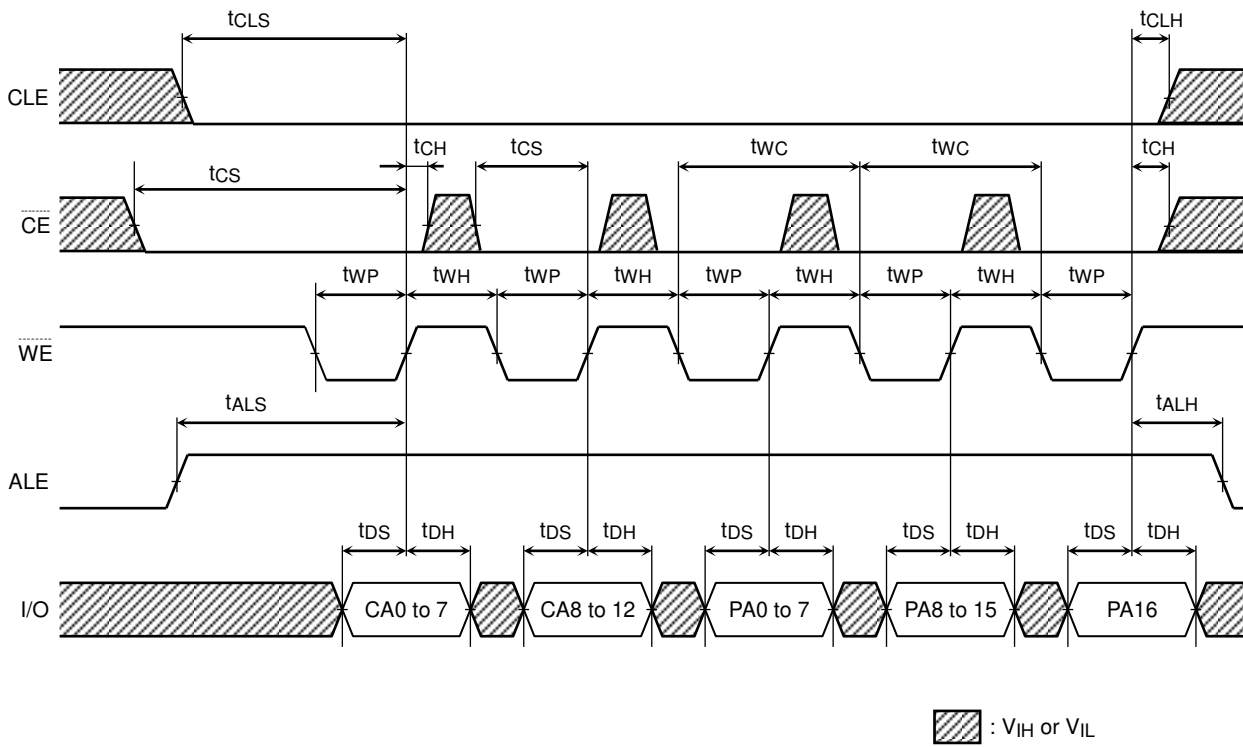 tCLS tCLH
CLE
tCH tCS tWC tWC tCH
tCS
CE
tWP tWH tWP tWH tWP tWH tWP tWH tWP
WE
tALS tALH
ALE
tDS tDH tDS tDH tDS tDH tDS tDH tDS tDH
I/O CA0 to 7 CA8 to 12 PA0 to 7 PA8 to 15 PA16
: VIH or VIL